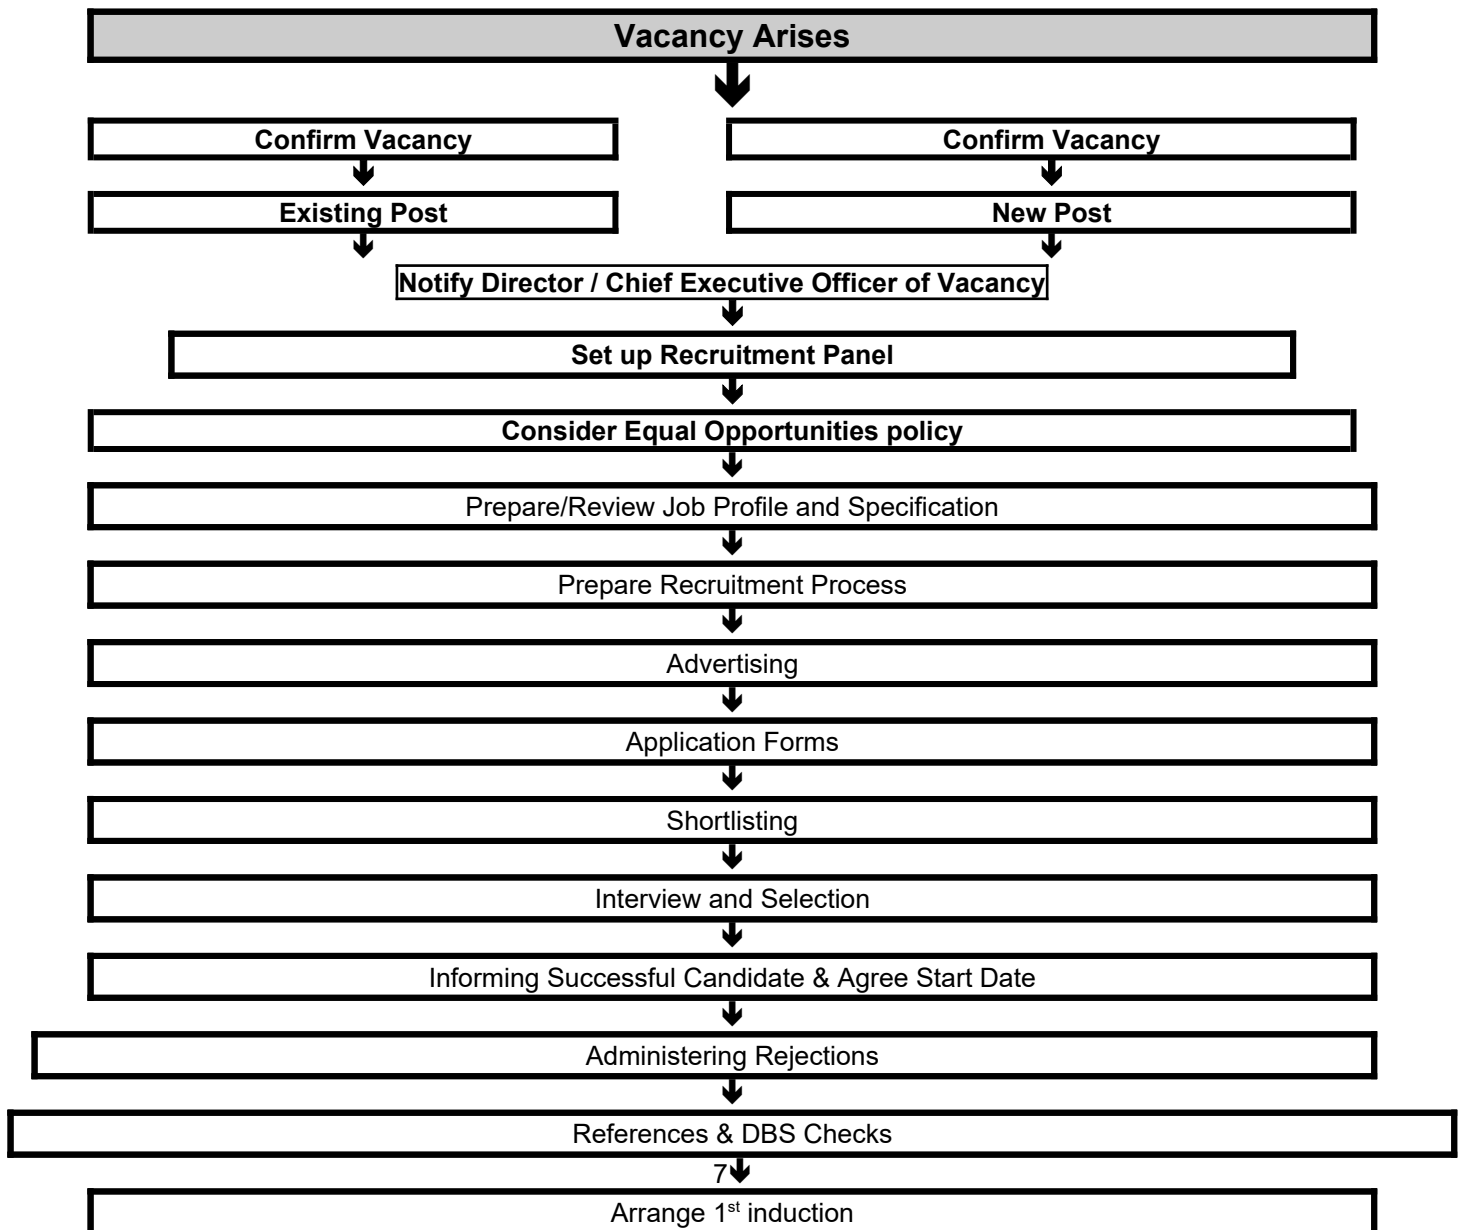 Vacancy Arises
Confirm Vacancy
Confirm Vacancy
Existing Post
New Post
Notify Director / Chief Executive Officer of Vacancy
Set up Recruitment Panel
Consider Equal Opportunities policy
Prepare/Review Job Profile and Specification
Prepare Recruitment Process
Advertising
Application Forms
Shortlisting
Interview and Selection
Informing Successful Candidate & Agree Start Date
Administering Rejections
References & DBS Checks
7
Arrange 1st induction